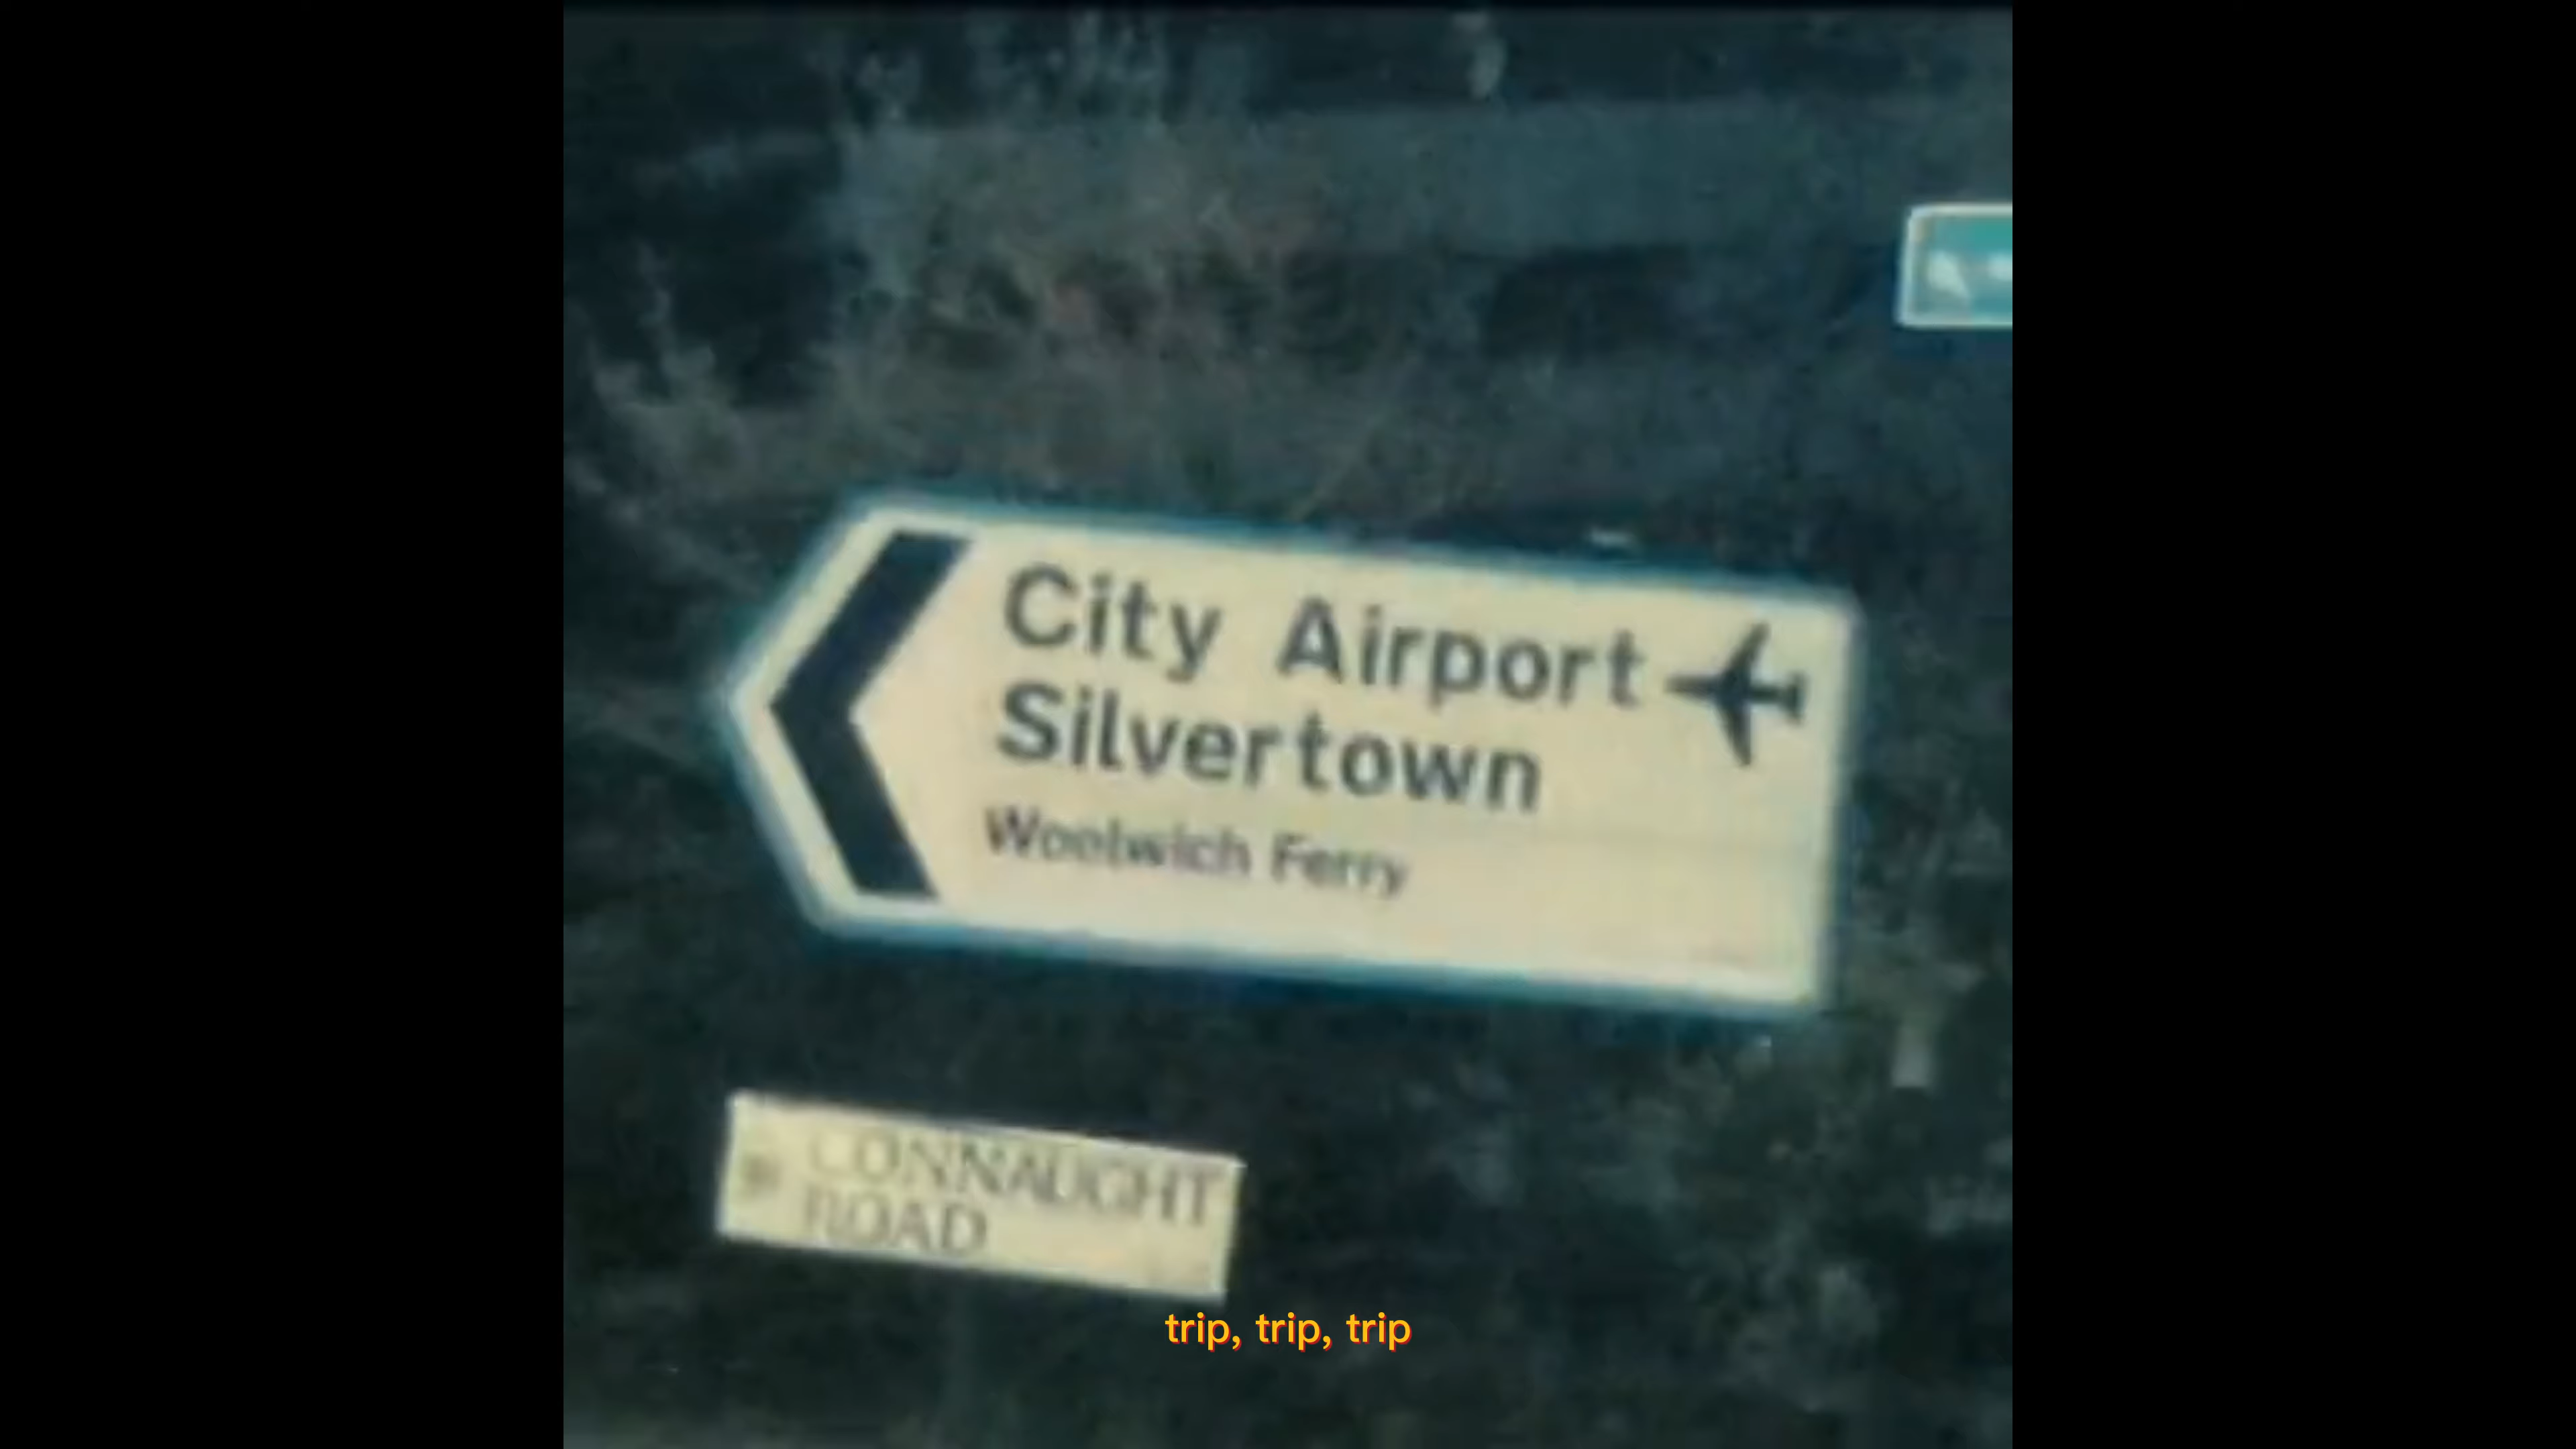 City Airport
Silvertown
Woolwich Ferry
CONNAUGHT
ROAD
trip, trip, trip